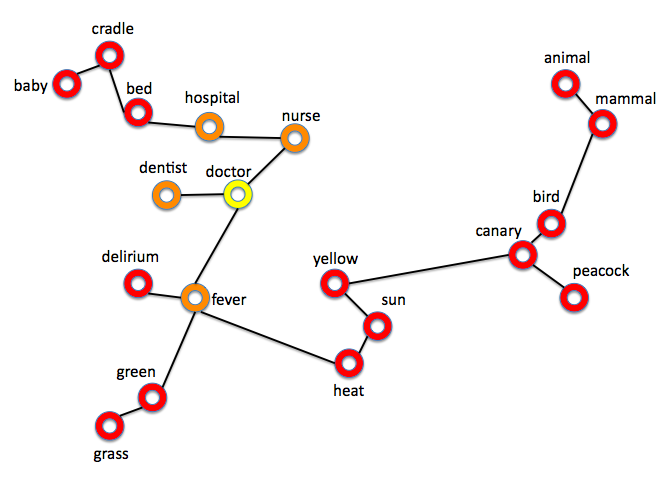 cradle
baby
bed
hospital
nurse
dentist
doctor
delirium
fever
green
grass
yellow
sun
heat
animal
mammal
bird
canary
peacock